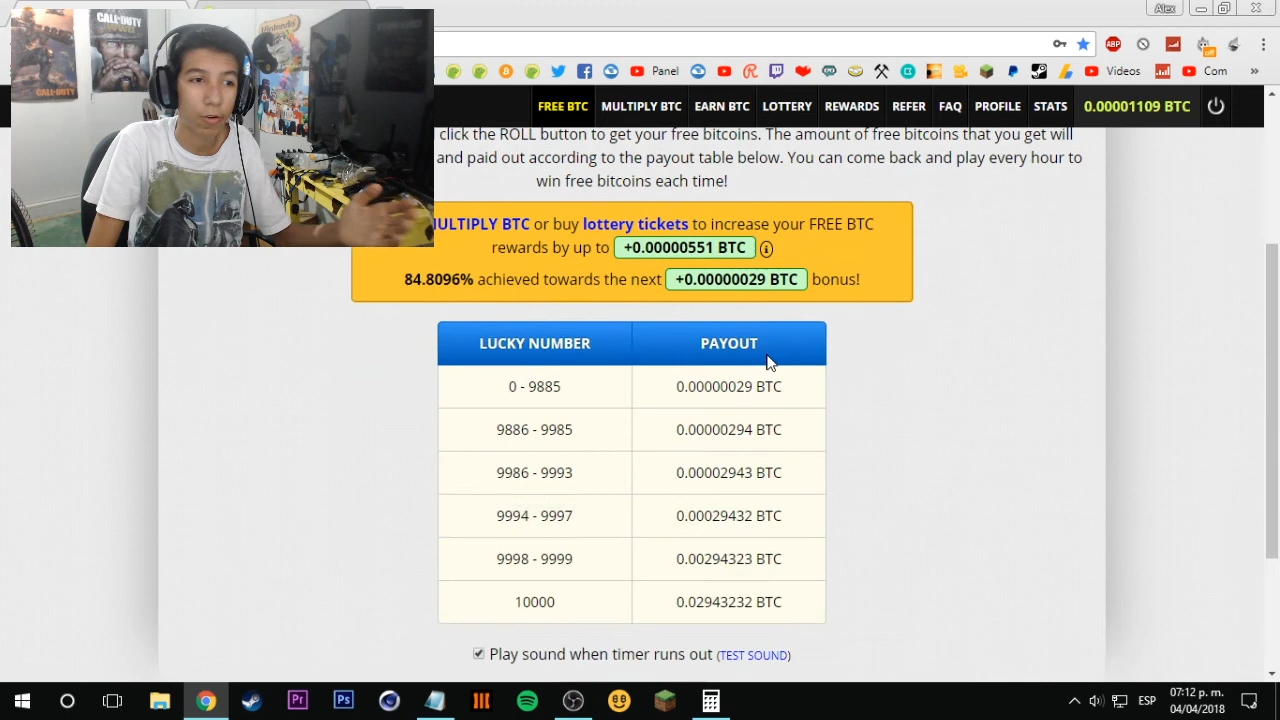 Alex
CALL·DUTY
WWII
Nintendo
Panel
Videos
Com
»
FREE BTC MULTIPLY BTC EARN BTC LOTTERY REWARDS REFER FAQ PROFILE STATS 0.00001109 BTC
click the ROLL button to get your free bitcoins. The amount of free bitcoins that you get will
and paid out according to the payout table below. You can come back and play every hour to
win free bitcoins each time!
ULTIPLY BTC or buy lottery tickets to increase your FREE BTC
rewards by up to +0.00000551 BTC i
84.8096% achieved towards the next +0.00000029 BTC bonus!
LUCKY NUMBER PAYOUT
0 - 9885 0.00000029 BTC
9886 - 9985 0.00000294 BTC
9986 - 9993 0.00002943 BTC
9994 - 9997 0.00029432 BTC
9998 - 9999 0.00294323 BTC
10000 0.02943232 BTC
Play sound when timer runs out (TEST SOUND)
Pr Ps ESP 07:12 p. m.
04/04/2018